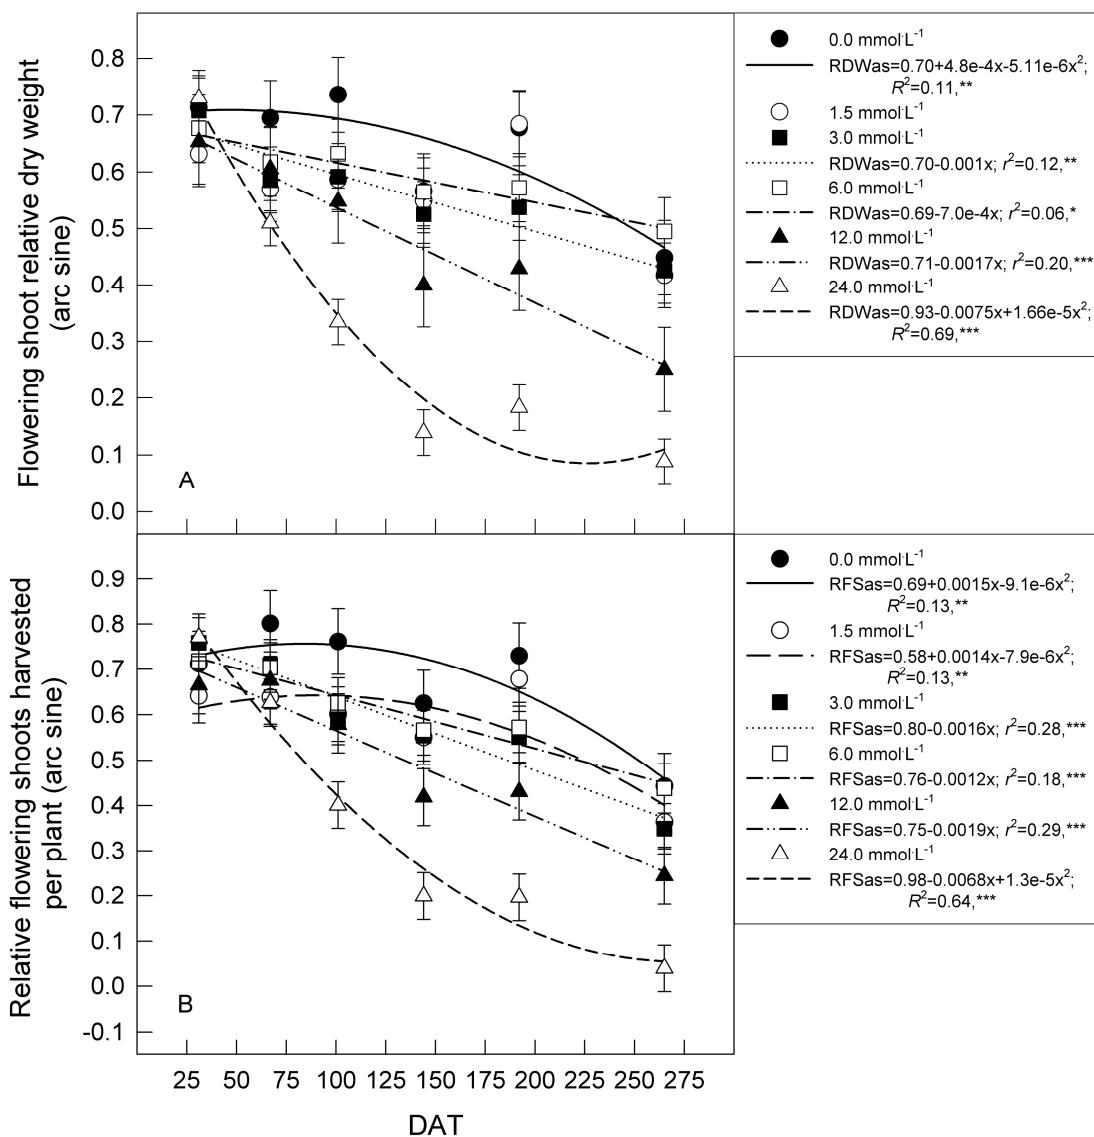 Flowering shoot relative dry weight
(arc sine)
0.8
0.7
0.6
0.5
0.4
0.3
0.2
0.1
0.0
A
0.0 mmol·L⁻¹
RDWas=0.70+4.8e-4x-5.11e-6x²;
R²=0.11,**
1.5 mmol·L⁻¹
3.0 mmol·L⁻¹
RDWas=0.70-0.001x; r²=0.12,**
6.0 mmol·L⁻¹
RDWas=0.69-7.0e-4x; r²=0.06,*
12.0 mmol·L⁻¹
RDWas=0.71-0.0017x; r²=0.20,***
24.0 mmol·L⁻¹
RDWas=0.93-0.0075x+1.66e-5x²;
R²=0.69,***
Relative flowering shoots harvested
per plant (arc sine)
0.9
0.8
0.7
0.6
0.5
0.4
0.3
0.2
0.1
0.0
-0.1
B
0.0 mmol·L⁻¹
RFSas=0.69+0.0015x-9.1e-6x²;
R²=0.13,**
1.5 mmol·L⁻¹
RFSas=0.58+0.0014x-7.9e-6x²;
R²=0.13,**
3.0 mmol·L⁻¹
RFSas=0.80-0.0016x; r²=0.28,***
6.0 mmol·L⁻¹
RFSas=0.76-0.0012x; r²=0.18,***
12.0 mmol·L⁻¹
RFSas=0.75-0.0019x; r²=0.29,***
24.0 mmol·L⁻¹
RFSas=0.98-0.0068x+1.3e-5x²;
R²=0.64,***
25 50 75 100 125 150 175 200 225 250 275
DAT